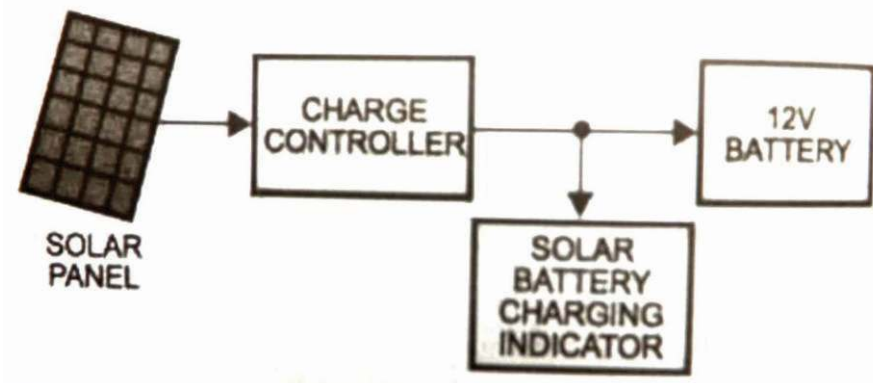 SOLAR
PANEL
CHARGE
CONTROLLER
12V
BATTERY
SOLAR
BATTERY
CHARGING
INDICATOR